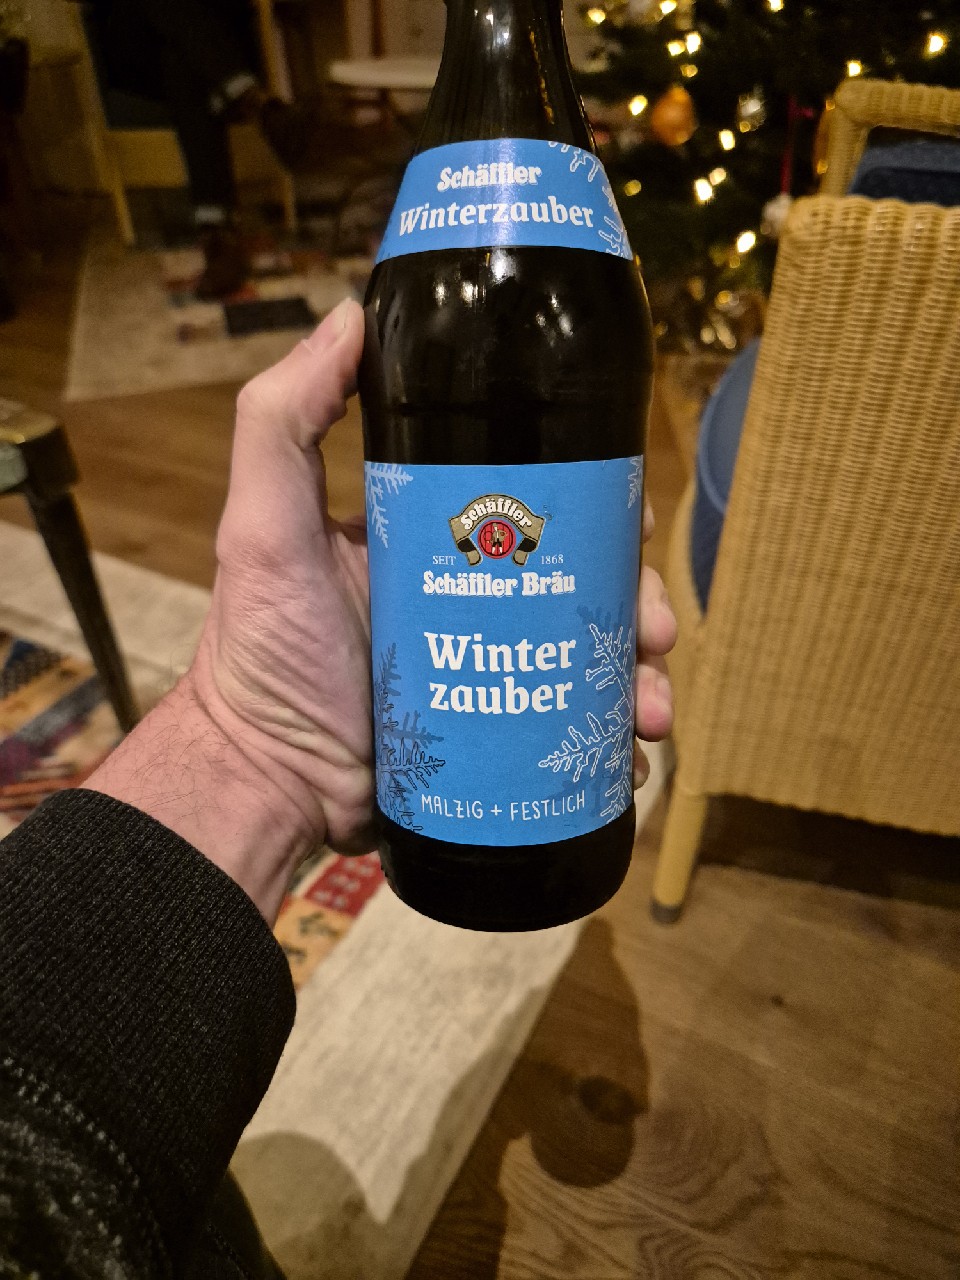 Schäffler
Winterzauber
Schäffler
SEIT 1868
Schäffler Bräu
Winter
zauber
MALZIG + FESTLICH